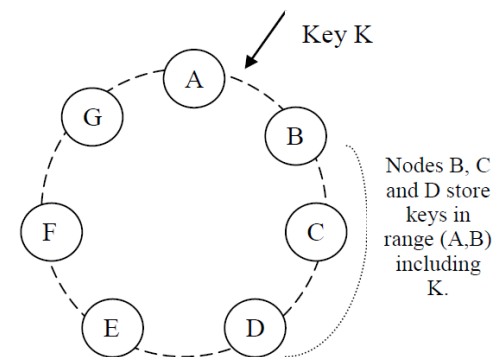 Key K
A
G
B
Nodes B, C
and D store
keys in
range (A,B)
including
K.
F
C
E
D